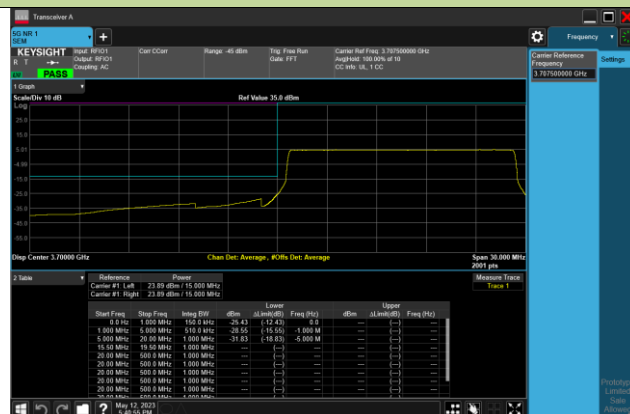 Transceiver A
5G NR 1
SEM
Frequency
KEYSIGHT
R T
LW
PASS
Input: RFIO1
Output: RFIO1
Coupling: AC
Corr CCorr
Range: -45 dBm
Trig: Free Run
Gate: FFT
Carrier Ref Freq: 3.707500000 GHz
Avg|Hold: 100.00% of 10
CC Info: UL, 1 CC
Carrier Reference
Frequency
3.707500000 GHz
Settings
1 Graph
Scale/Div 10 dB
Ref Value 35.0 dBm
Log
25.0
15.0
5.01
-4.99
-15.0
-25.0
-35.0
-45.0
-55.0
Disp Center 3.70000 GHz
Chan Det: Average , #Offs Det: Average
Span 30.000 MHz
2001 pts
2 Table
Measure Trace
Trace 1
Reference Power
Carrier #1: Left 23.89 dBm / 15.000 MHz
Carrier #1: Right 23.89 dBm / 15.000 MHz
Lower Upper
Start Freq Stop Freq Integ BW dBm ΔLimit(dB) Freq (Hz) dBm ΔLimit(dB) Freq (Hz)
0.0 Hz 1.000 MHz 150.0 kHz -25.43 (-12.43) 0.0 --- (---) ---
1.000 MHz 5.000 MHz 510.0 kHz -28.55 (-15.55) -1.000 M --- (---) ---
5.000 MHz 20.00 MHz 1.000 MHz -31.83 (-18.83) -5.000 M --- (---) ---
15.50 MHz 19.50 MHz 1.000 MHz --- (---) --- --- (---) ---
20.00 MHz 500.0 MHz 1.000 MHz --- (---) --- --- (---) ---
20.00 MHz 500.0 MHz 1.000 MHz --- (---) --- --- (---) ---
20.00 MHz 500.0 MHz 1.000 MHz --- (---) --- --- (---) ---
20.00 MHz 500.0 MHz 1.000 MHz --- (---) --- --- (---) ---
20.00 MHz 500.0 MHz 1.000 MHz --- (---) --- --- (---) ---
Prototype
Limited
Sale
Allowed
May 12, 2023
5:40:55 PM
?